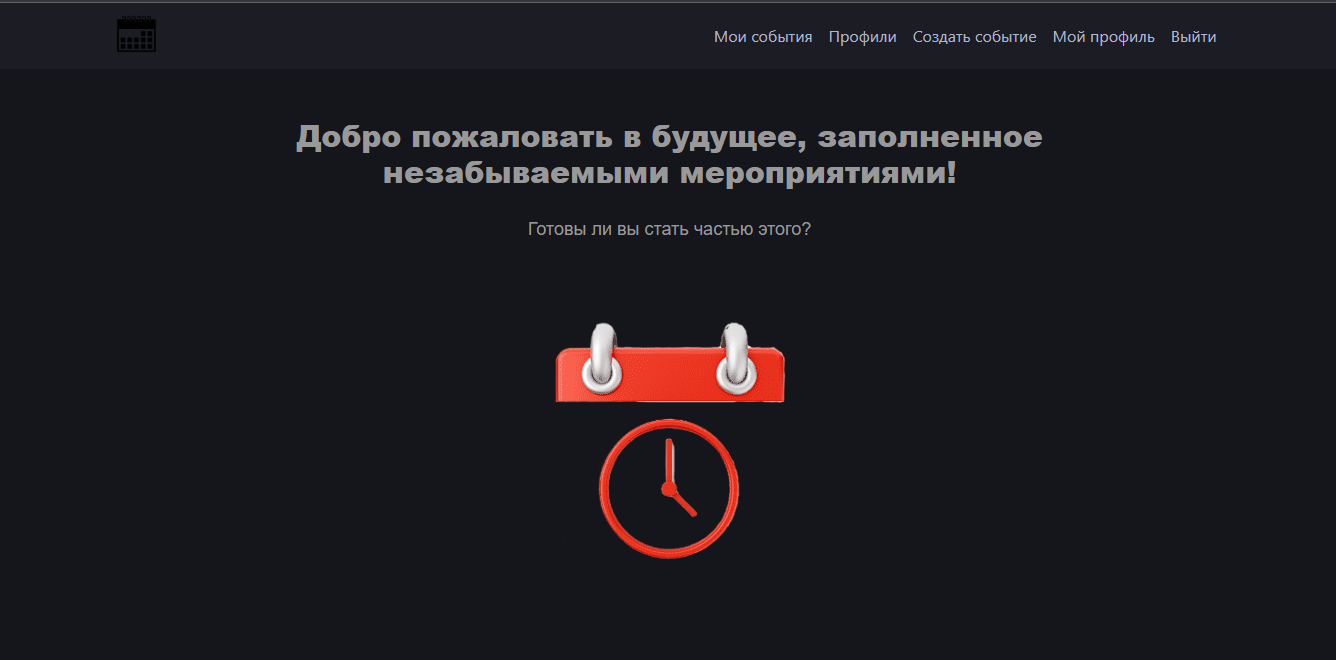 Мои события Профили Создать событие Мой профиль Выйти
Добро пожаловать в будущее, заполненное
незабываемыми мероприятиями!
Готовы ли вы стать частью этого?